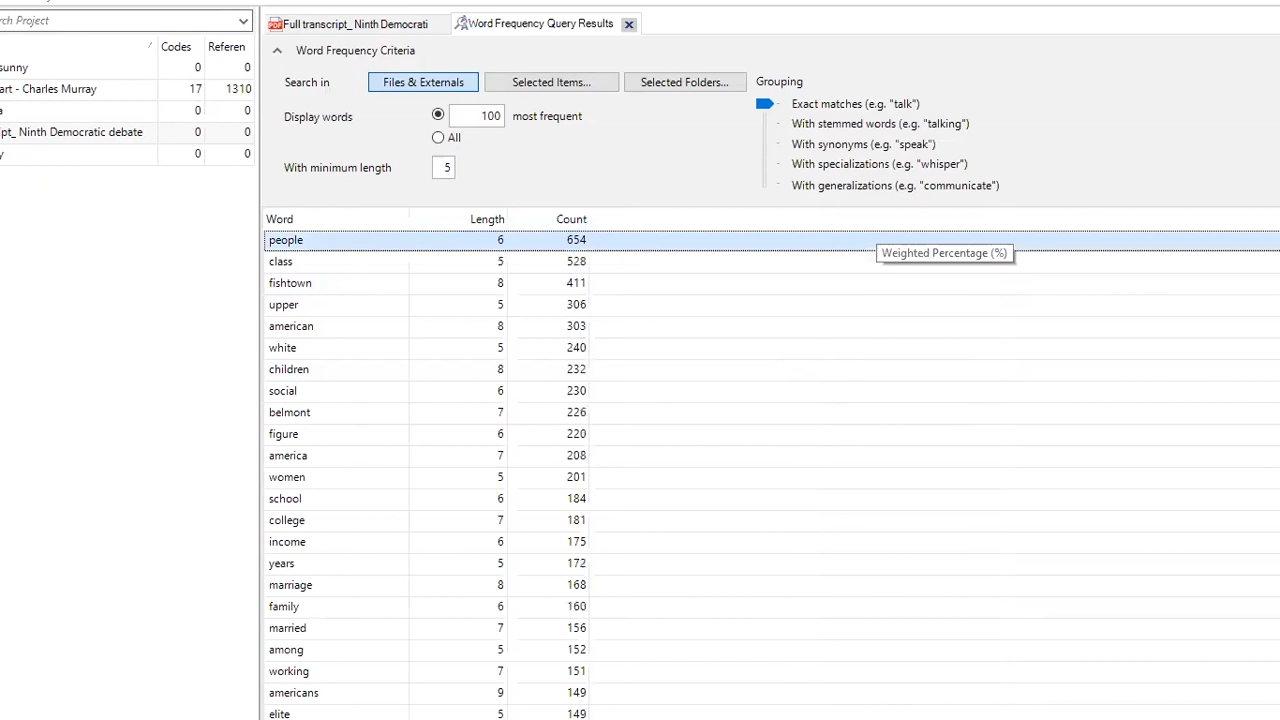 rch Project
Full transcript_ Ninth Democrati
Word Frequency Query Results
Codes Referen
sunny 0 0
art - Charles Murray 17 1310
a 0 0
ipt_ Ninth Democratic debate 0 0
y 0 0
Word Frequency Criteria
Search in Files & Externals Selected Items... Selected Folders...
Display words 100 most frequent
All
With minimum length 5
Grouping
Exact matches (e.g. "talk")
With stemmed words (e.g. "talking")
With synonyms (e.g. "speak")
With specializations (e.g. "whisper")
With generalizations (e.g. "communicate")
Word Length Count
people 6 654
Weighted Percentage (%)
class 5 528
fishtown 8 411
upper 5 306
american 8 303
white 5 240
children 8 232
social 6 230
belmont 7 226
figure 6 220
america 7 208
women 5 201
school 6 184
college 7 181
income 6 175
years 5 172
marriage 8 168
family 6 160
married 7 156
among 5 152
working 7 151
americans 9 149
elite 5 149